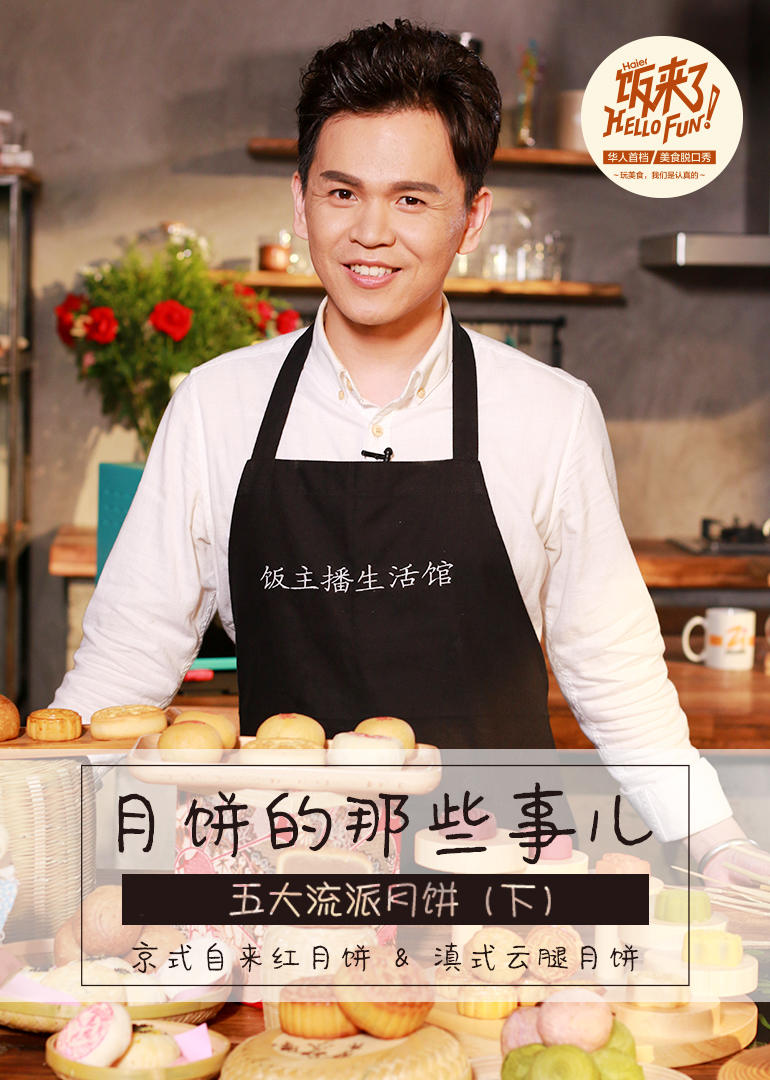 Haier
饭来了
HELLO FUN!
华人首档/美食脱口秀
~玩美食，我们是认真的~
饭主播生活馆
月饼的那些事儿
五大流派月饼（下）
京式自来红月饼 & 滇式云腿月饼